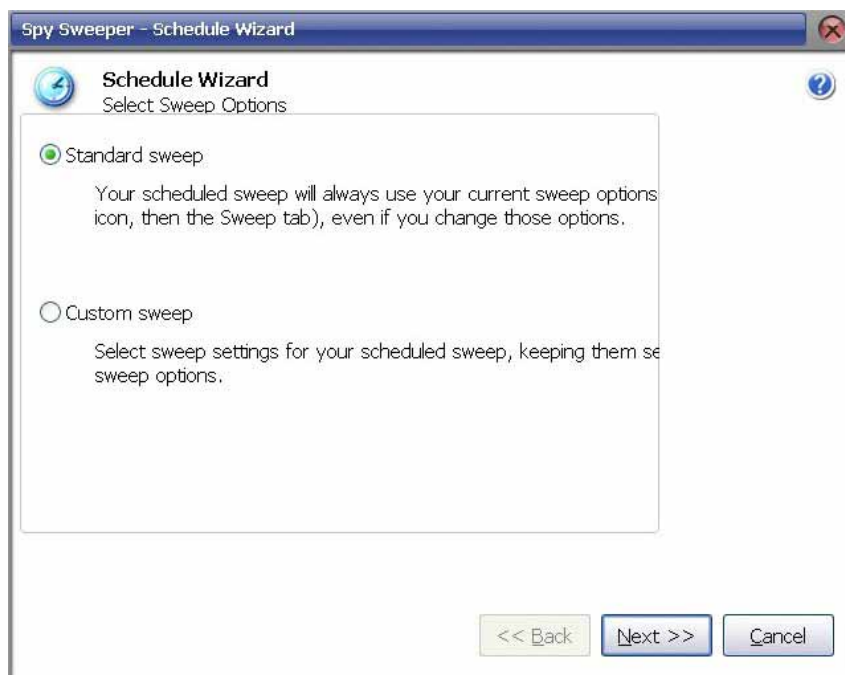 Spy Sweeper - Schedule Wizard
Schedule Wizard
Select Sweep Options
Standard sweep
Your scheduled sweep will always use your current sweep options
icon, then the Sweep tab), even if you change those options.
Custom sweep
Select sweep settings for your scheduled sweep, keeping them se
sweep options.
<< Back Next >> Cancel